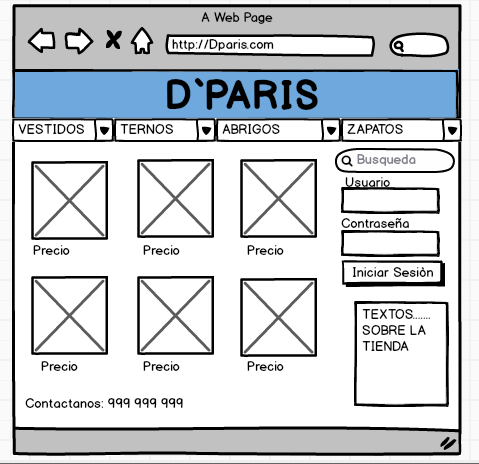 A Web Page
http://Dparis.com
D`PARIS
VESTIDOS
TERNOS
ABRIGOS
ZAPATOS
Busqueda
Usuario
Contraseña
Iniciar Sesiòn
Precio
Precio
Precio
TEXTOS.......
SOBRE LA
TIENDA
Precio
Precio
Precio
Contactanos: 999 999 999